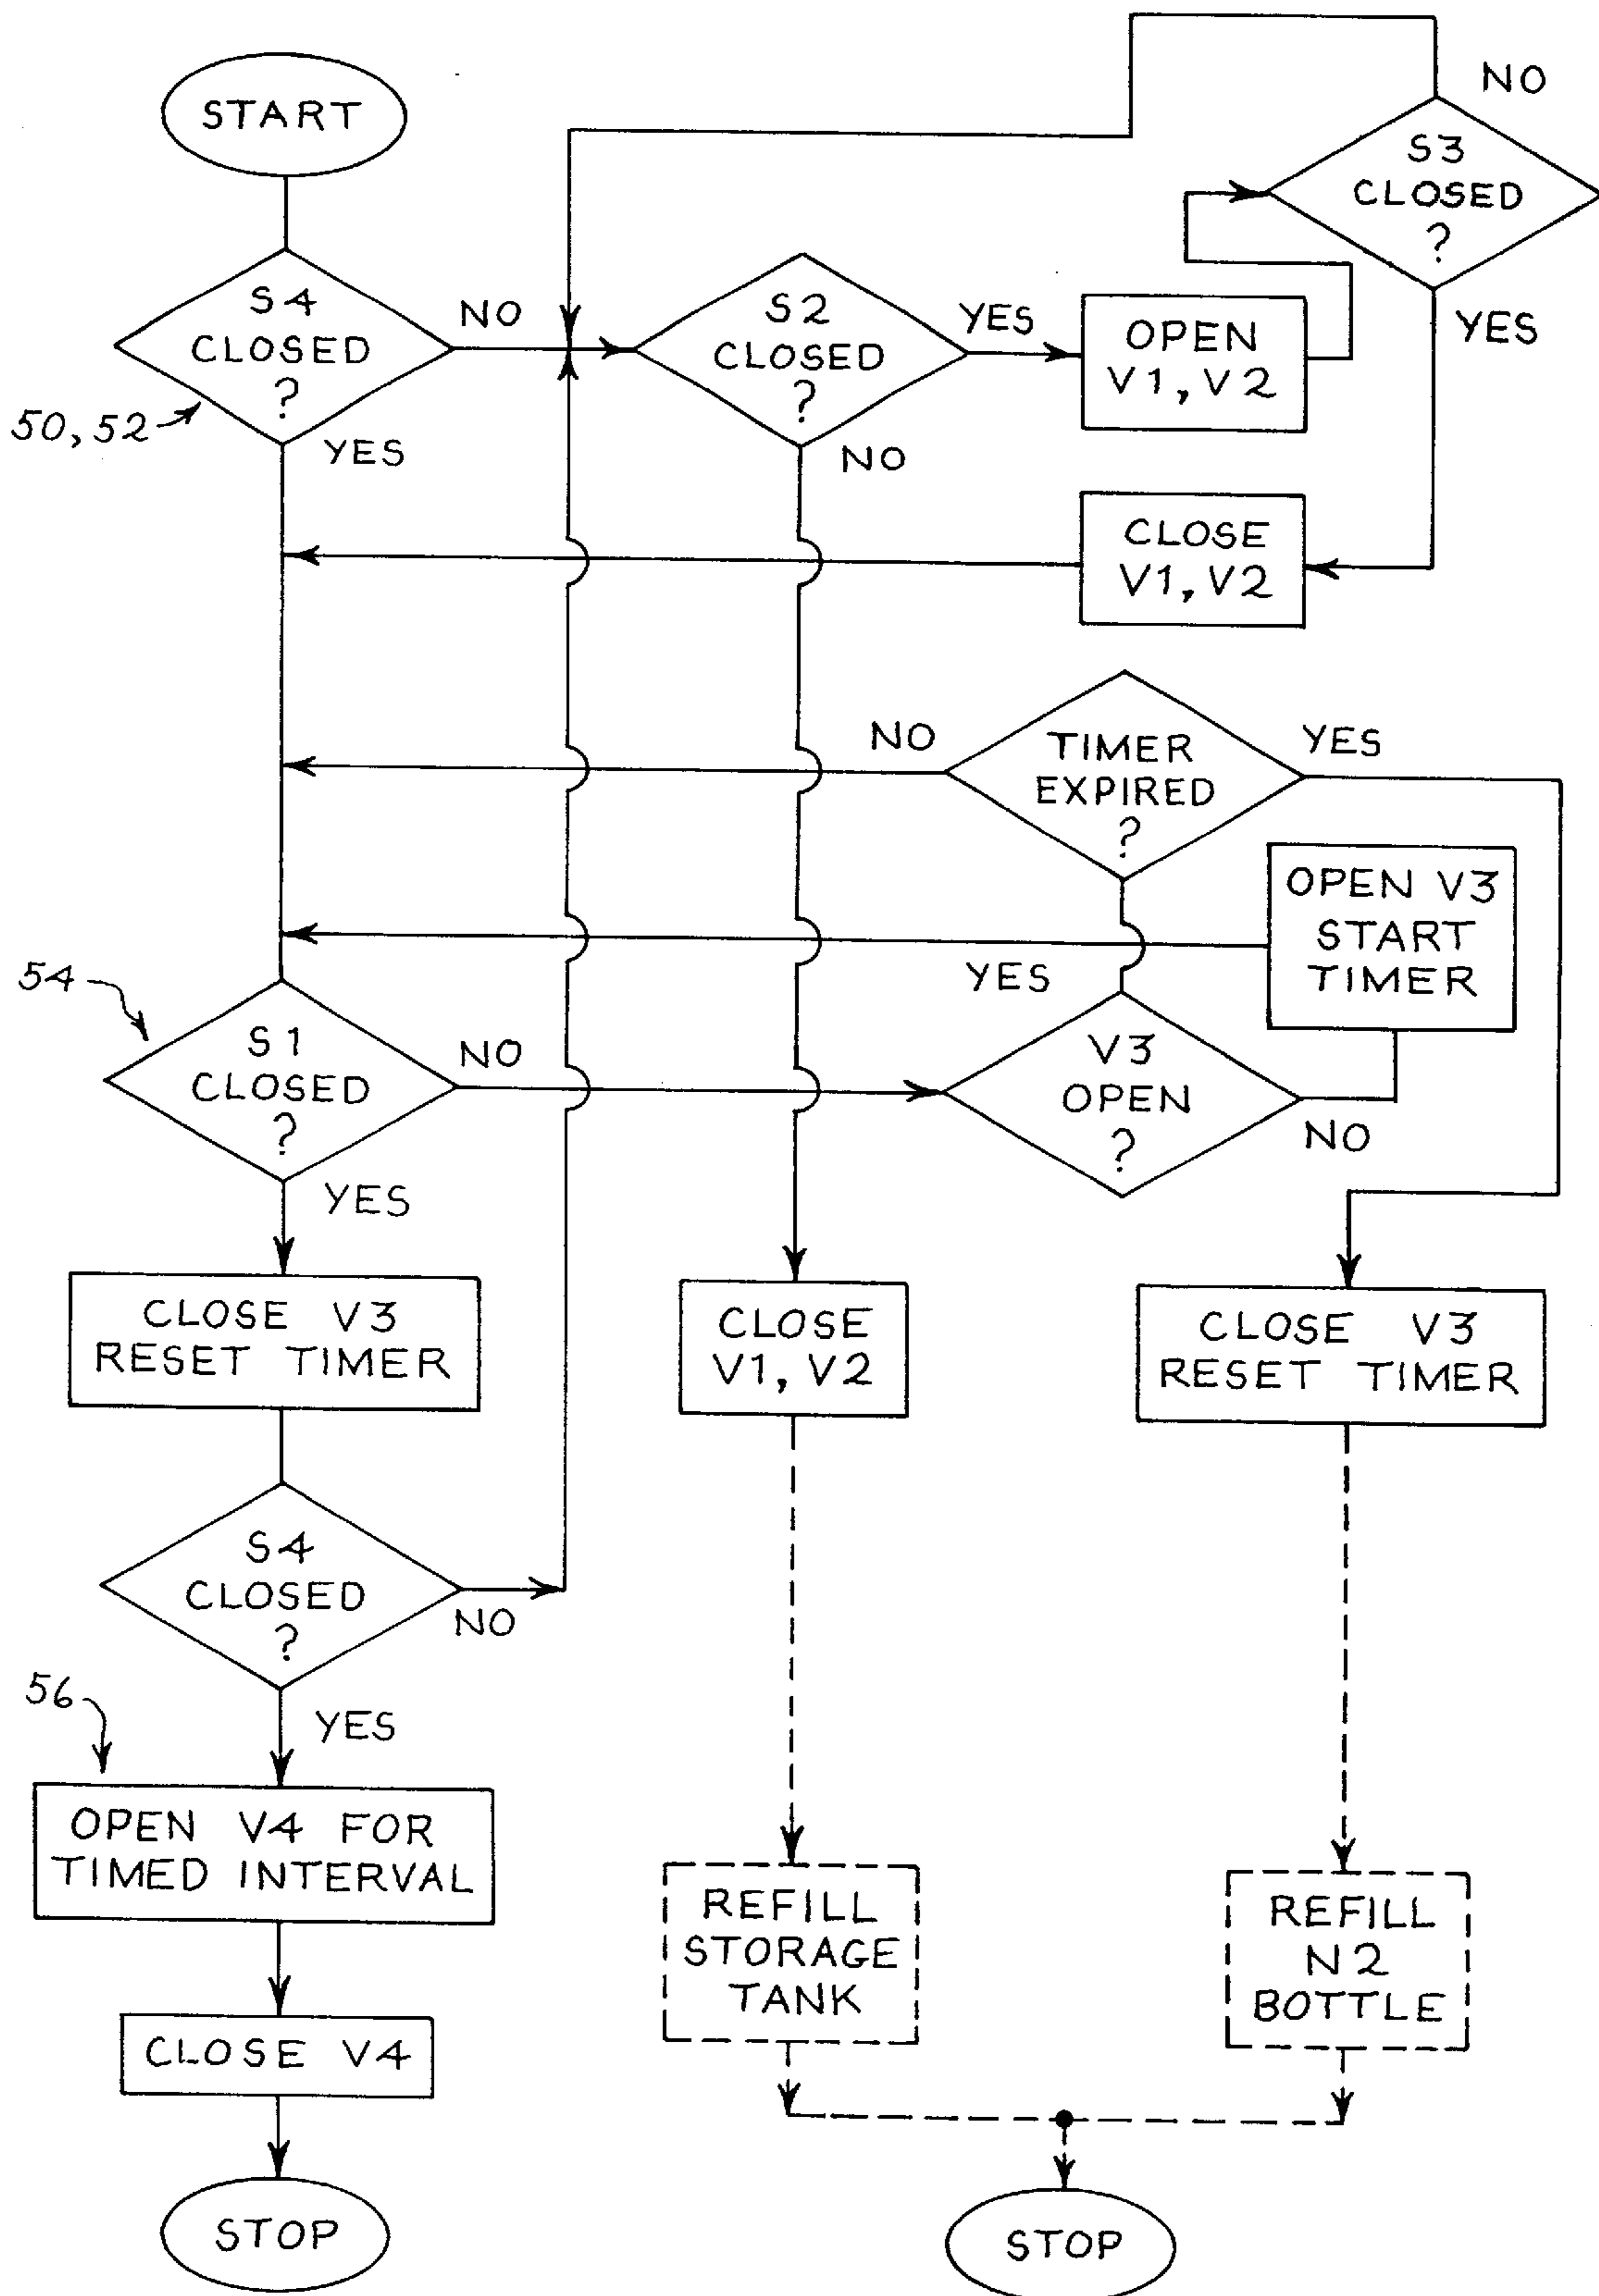 START
S4
CLOSED
?
NO
YES
50, 52
S2
CLOSED
?
YES
NO
OPEN
V1, V2
S3
CLOSED
?
NO
YES
CLOSE
V1, V2
TIMER
EXPIRED
?
NO
YES
OPEN V3
START
TIMER
54
S1
CLOSED
?
NO
YES
V3
OPEN
?
YES
NO
CLOSE V3
RESET TIMER
CLOSE
V1, V2
CLOSE V3
RESET TIMER
S4
CLOSED
?
NO
YES
56
OPEN V4 FOR
TIMED INTERVAL
REFILL
STORAGE
TANK
REFILL
N2
BOTTLE
CLOSE V4
STOP
STOP